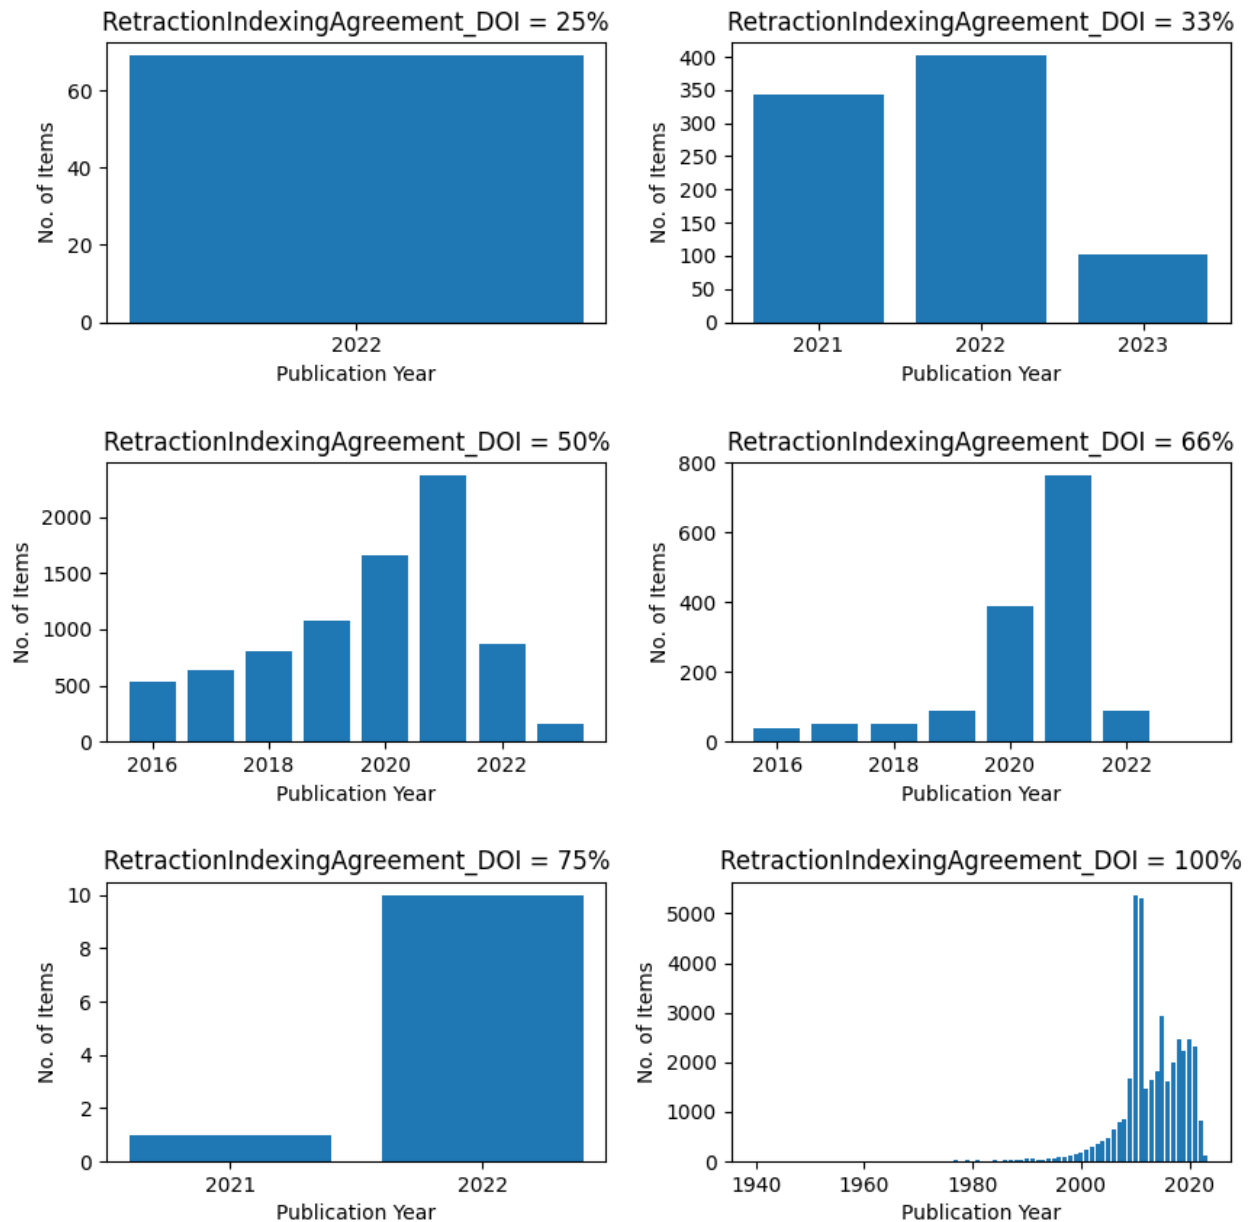 RetractionIndexingAgreement_DOI = 25%
60
40
20
0
No. of Items
2022
Publication Year
RetractionIndexingAgreement_DOI = 33%
400
350
300
250
200
150
100
50
0
No. of Items
2021 2022 2023
Publication Year
RetractionIndexingAgreement_DOI = 50%
2000
1500
1000
500
0
No. of Items
2016 2018 2020 2022
Publication Year
RetractionIndexingAgreement_DOI = 66%
800
600
400
200
0
No. of Items
2016 2018 2020 2022
Publication Year
RetractionIndexingAgreement_DOI = 75%
10
8
6
4
2
0
No. of Items
2021 2022
Publication Year
RetractionIndexingAgreement_DOI = 100%
5000
4000
3000
2000
1000
0
No. of Items
1940 1960 1980 2000 2020
Publication Year